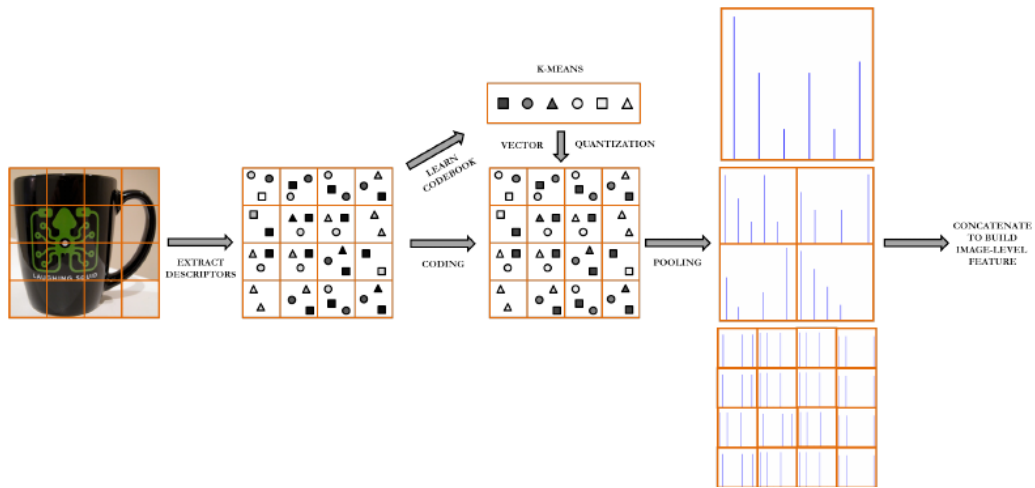 K-MEANS
LEARN
CODEBOOK
VECTOR
QUANTIZATION
LAUGHING SQUID
EXTRACT
DESCRIPTORS
CODING
POOLING
CONCATENATE
TO BUILD
IMAGE-LEVEL
FEATURE